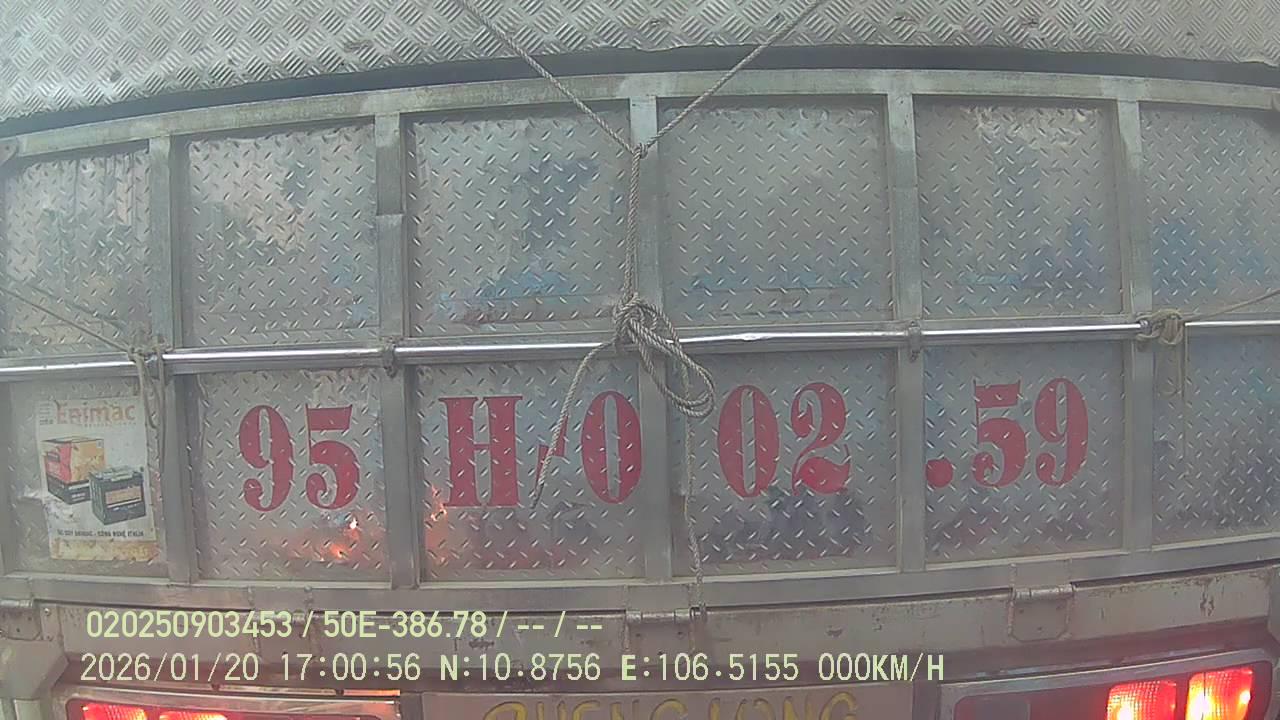 Enimac
95 H/0 02 .59
020250903453 / 50E-386.78 / -- / --
2026/01/20 17:00:56 N:10.8756 E:106.5155 000KM/H